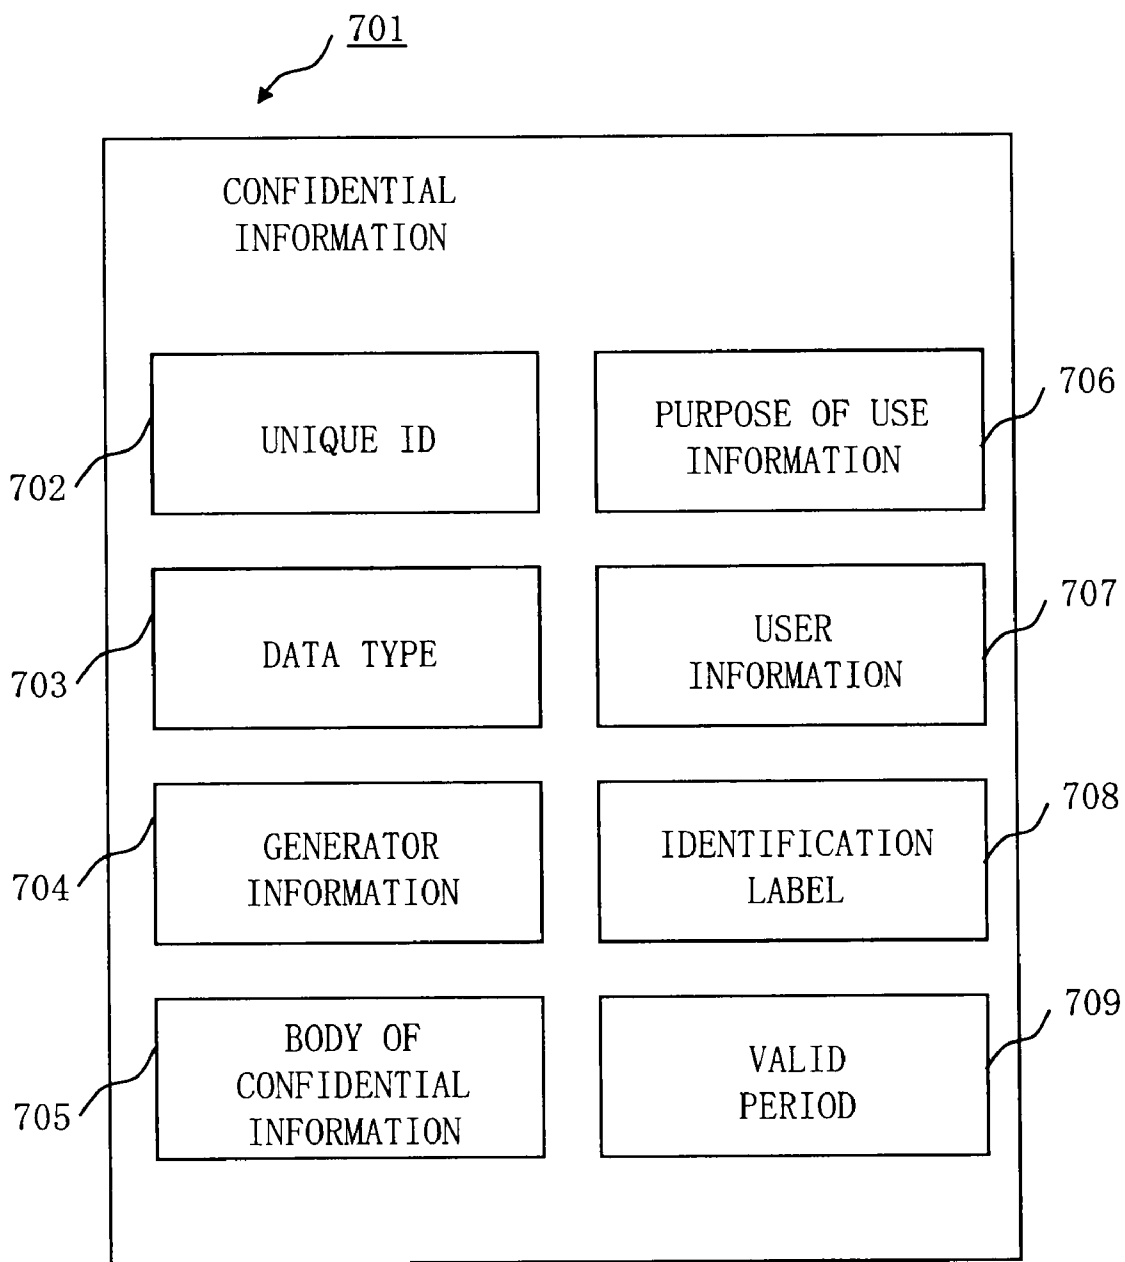 701
CONFIDENTIAL
INFORMATION
702
UNIQUE ID
703
DATA TYPE
704
GENERATOR
INFORMATION
705
BODY OF
CONFIDENTIAL
INFORMATION
706
PURPOSE OF USE
INFORMATION
707
USER
INFORMATION
708
IDENTIFICATION
LABEL
709
VALID
PERIOD